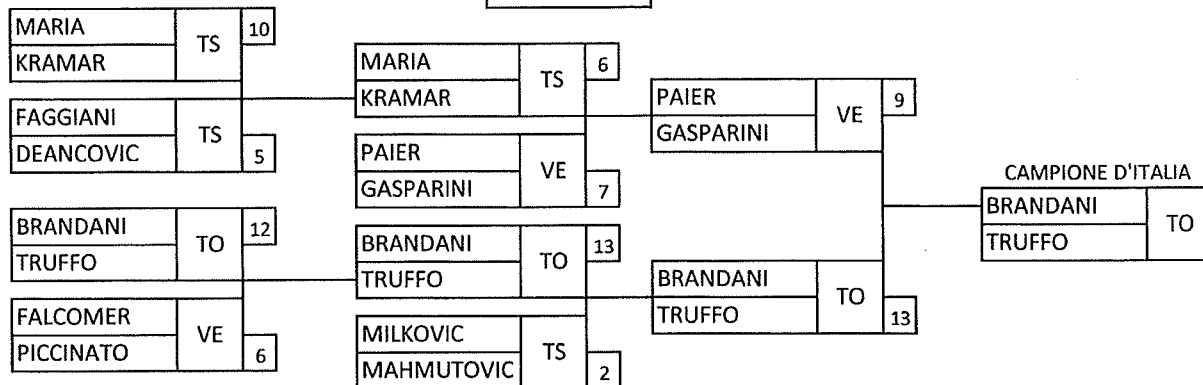 MARIA
KRAMAR
TS
10
FAGGIANI
DEANCOVIC
TS
5
BRANDANI
TRUFFO
TO
12
FALCOMER
PICCINATO
VE
6
MARIA
KRAMAR
TS
6
PAIER
GASPARINI
VE
7
BRANDANI
TRUFFO
TO
13
MILKOVIC
MAHMUTOVIC
TS
2
PAIER
GASPARINI
VE
9
BRANDANI
TRUFFO
TO
13
CAMPIONE D'ITALIA
BRANDANI
TRUFFO
TO